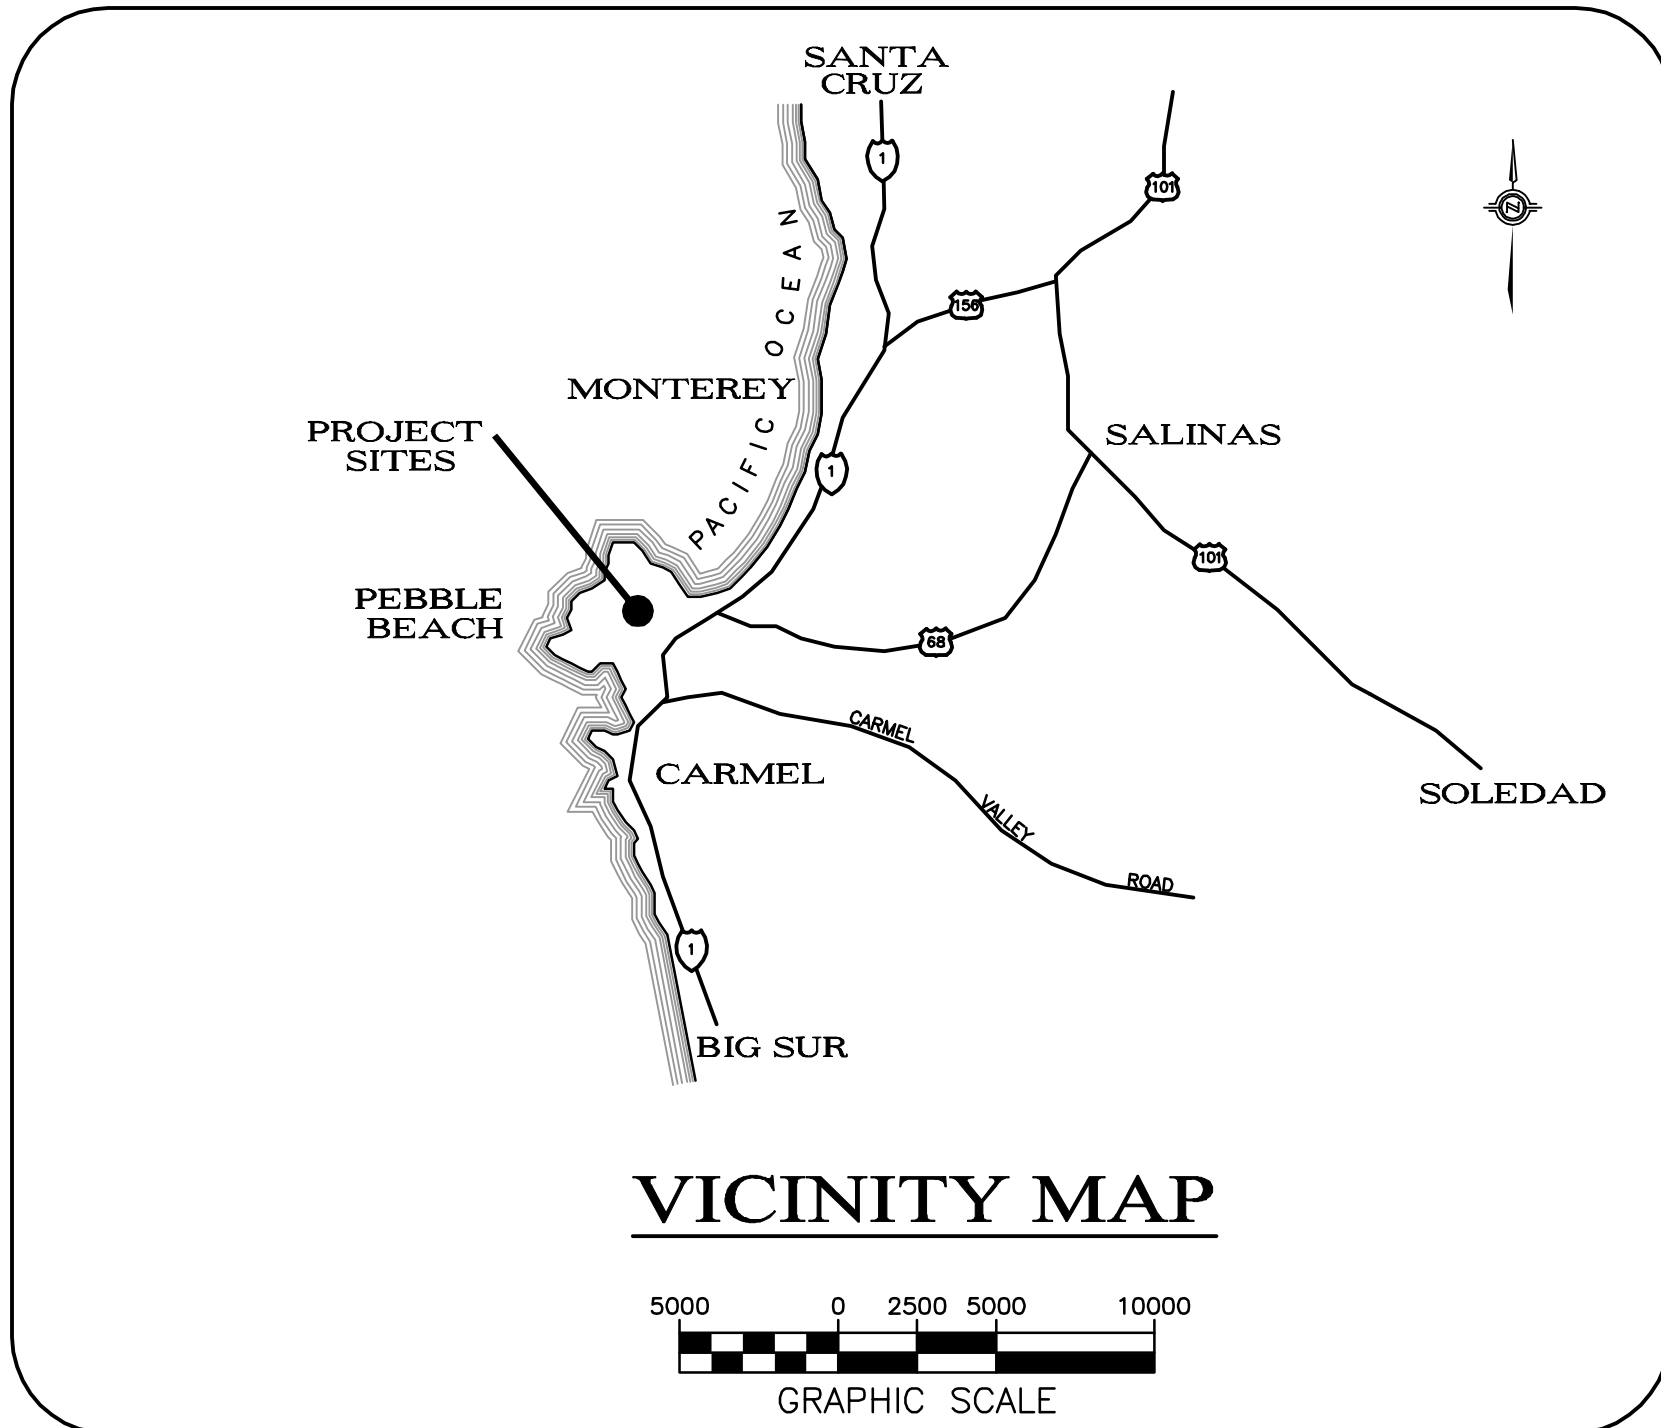 SANTA
CRUZ
1
101
N
PACIFIC OCEAN
156
MONTEREY
PROJECT
SITES
SALINAS
1
101
PEBBLE
BEACH
68
CARMEL VALLEY ROAD
CARMEL
SOLEDAD
1
BIG SUR
VICINITY MAP
5000 0 2500 5000 10000
GRAPHIC SCALE